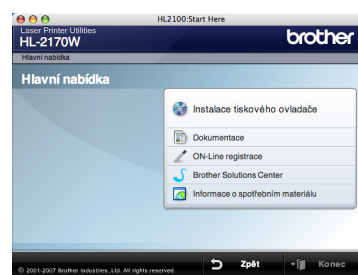 HL2100:Start Here
Laser Printer Utilities
HL-2170W
brother
Hlavní nabídka
Hlavní nabídka
Instalace tiskového ovladače
Dokumentace
ON-Line registrace
Brother Solutions Center
Informace o spotřebním materiálu
© 2001-2007 Brother Industries, Ltd. All rights reserved.
Zpět
Konec